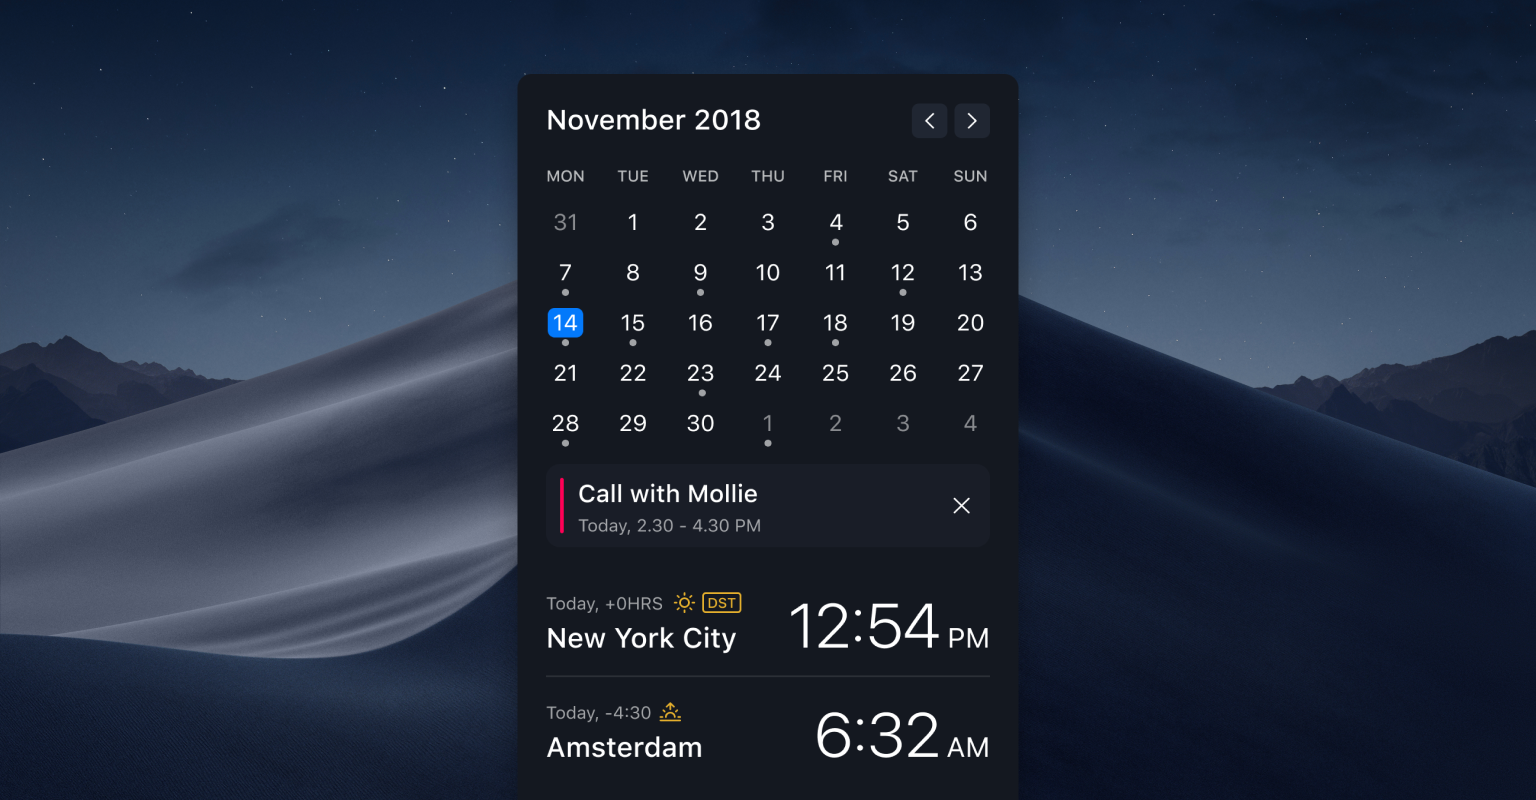 November 2018
MON TUE WED THU FRI SAT SUN
31 1 2 3 4 5 6
7 8 9 10 11 12 13
14 15 16 17 18 19 20
21 22 23 24 25 26 27
28 29 30 1 2 3 4
Call with Mollie
Today, 2.30 - 4.30 PM
Today, +0HRS DST
New York City 12:54 PM
Today, -4:30
Amsterdam 6:32 AM